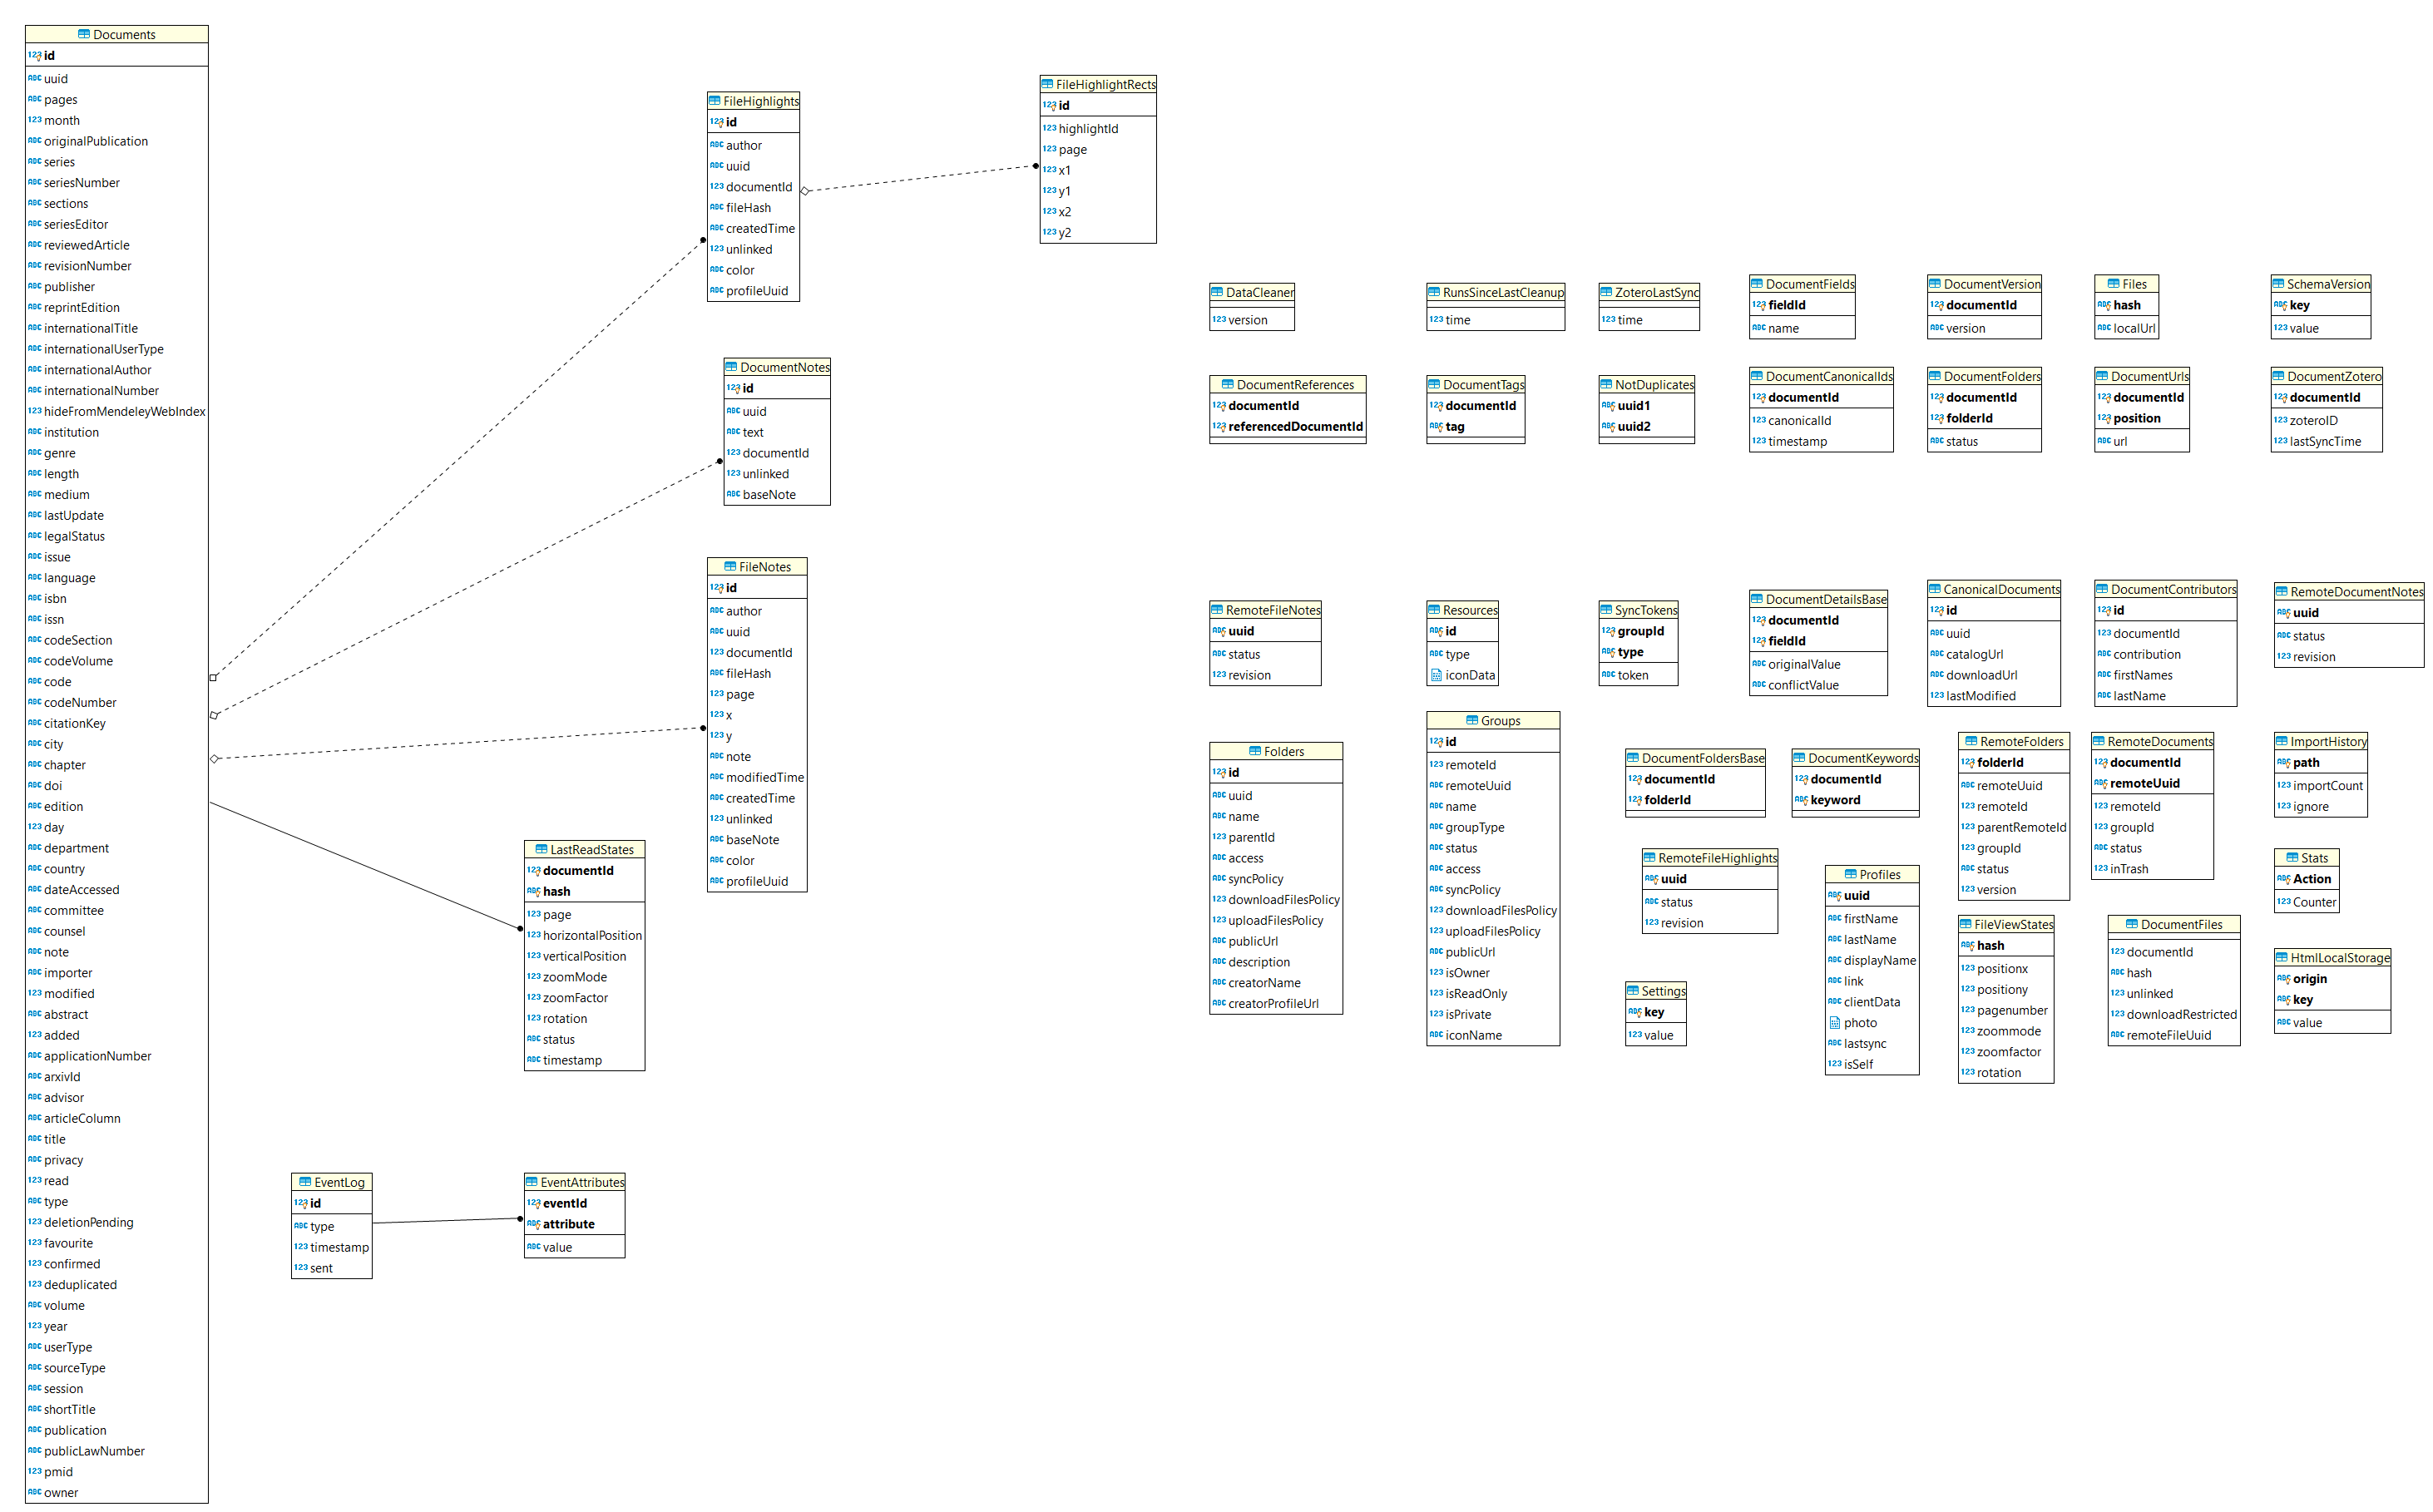 Documents
id
uuid
pages
month
originalPublication
series
seriesNumber
sections
seriesEditor
reviewedArticle
revisionNumber
publisher
reprintEdition
internationalTitle
internationalUserType
internationalAuthor
internationalNumber
hideFromMendeleyWebIndex
institution
genre
length
medium
lastUpdate
legalStatus
issue
language
isbn
issn
codeSection
codeVolume
code
codeNumber
citationKey
city
chapter
doi
edition
day
department
country
dateAccessed
committee
counsel
note
importer
modified
abstract
added
applicationNumber
arxivId
advisor
articleColumn
title
privacy
read
type
deletionPending
favourite
confirmed
deduplicated
volume
year
userType
sourceType
session
shortTitle
publication
publicLawNumber
pmid
owner
FileHighlights
id
author
uuid
documentId
fileHash
createdTime
unlinked
color
profileUuid
FileHighlightRects
id
highlightId
page
x1
y1
x2
y2
DocumentNotes
id
uuid
text
documentId
unlinked
baseNote
FileNotes
id
author
uuid
documentId
fileHash
page
x
y
note
modifiedTime
createdTime
unlinked
baseNote
color
profileUuid
LastReadStates
documentId
hash
page
horizontalPosition
verticalPosition
zoomMode
zoomFactor
rotation
status
timestamp
EventLog
id
type
timestamp
sent
EventAttributes
eventId
attribute
value
DataCleaner
version
RunsSinceLastCleanup
time
ZoteroLastSync
time
DocumentFields
fieldId
name
DocumentVersion
documentId
version
Files
hash
localUrl
SchemaVersion
key
value
DocumentReferences
documentId
referencedDocumentId
DocumentTags
documentId
tag
NotDuplicates
uuid1
uuid2
DocumentCanonicalIds
documentId
canonicalId
timestamp
DocumentFolders
documentId
folderId
status
DocumentUrls
documentId
position
url
DocumentZotero
documentId
zoteroID
lastSyncTime
RemoteFileNotes
uuid
status
revision
Resources
id
type
iconData
SyncTokens
groupId
type
token
DocumentDetailsBase
documentId
fieldId
originalValue
conflictValue
CanonicalDocuments
id
uuid
catalogUrl
downloadUrl
lastModified
DocumentContributors
id
documentId
contribution
firstNames
lastName
RemoteDocumentNotes
uuid
status
revision
Folders
id
uuid
name
parentId
access
syncPolicy
downloadFilesPolicy
uploadFilesPolicy
publicUrl
description
creatorName
creatorProfileUrl
Groups
id
remoteId
remoteUuid
name
groupType
status
access
syncPolicy
downloadFilesPolicy
uploadFilesPolicy
publicUrl
isOwner
isReadOnly
isPrivate
iconName
DocumentFoldersBase
documentId
folderId
DocumentKeywords
documentId
keyword
RemoteFolders
folderId
remoteUuid
remoteId
parentRemoteId
groupId
status
version
RemoteDocuments
documentId
remoteUuid
remoteId
groupId
status
inTrash
ImportHistory
path
importCount
ignore
RemoteFileHighlights
uuid
status
revision
Profiles
uuid
firstName
lastName
displayName
link
clientData
photo
lastsync
isSelf
Stats
Action
Counter
FileViewStates
hash
positionx
positiony
pagenumber
zoommode
zoomfactor
rotation
DocumentFiles
documentId
hash
unlinked
downloadRestricted
remoteFileUuid
HtmlLocalStorage
origin
key
value
Settings
key
value